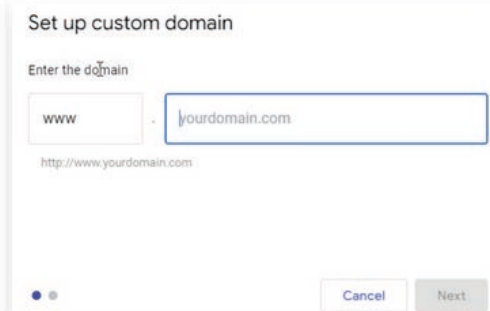 Set up custom domain
Enter the domain
www . yourdomain.com
http://www.yourdomain.com
Cancel Next